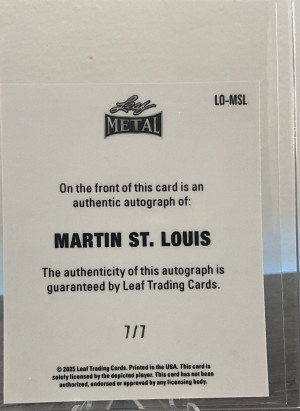 LO-MSL
Leaf
METAL
On the front of this card is an
authentic autograph of:
MARTIN ST. LOUIS
The authenticity of this autograph is
guaranteed by Leaf Trading Cards.
7/7
© 2025 Leaf Trading Cards. Printed in the USA. This card is
solely licensed by the depicted player. This card has not been
authorized, endorsed or approved by any licensing body.